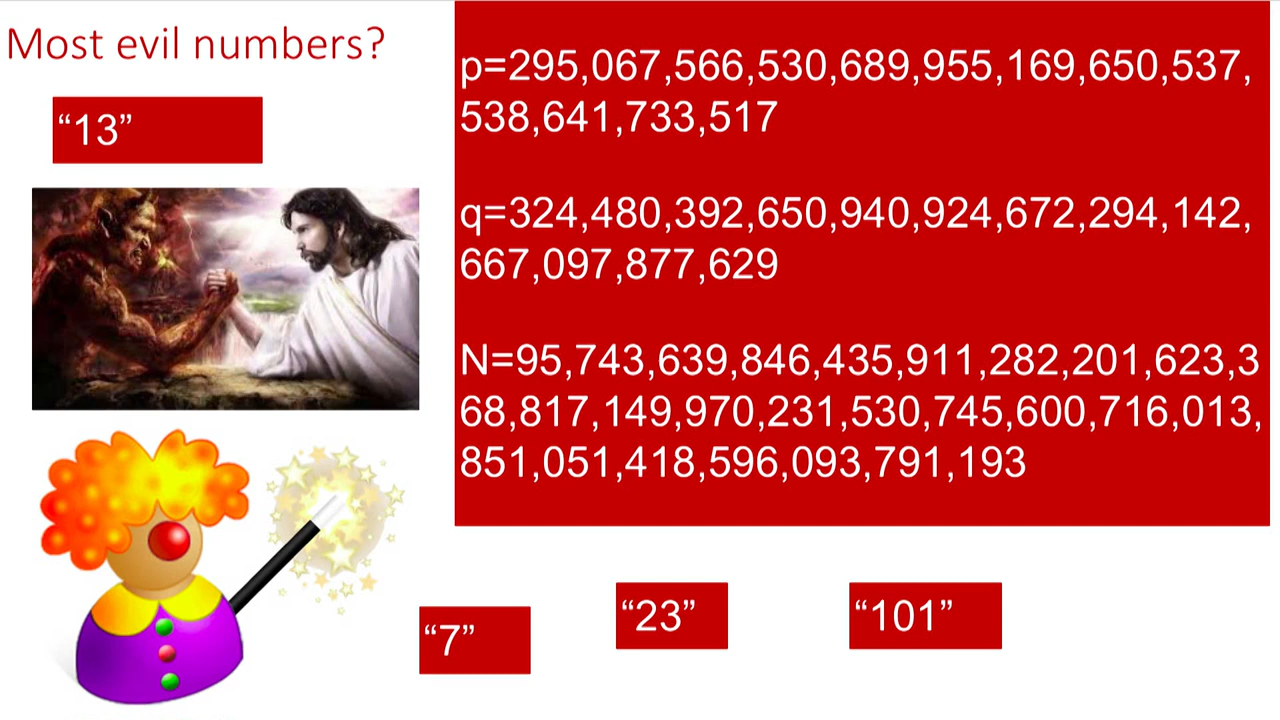 Most evil numbers?
“13”
p=295,067,566,530,689,955,169,650,537,
538,641,733,517
q=324,480,392,650,940,924,672,294,142,
667,097,877,629
N=95,743,639,846,435,911,282,201,623,3
68,817,149,970,231,530,745,600,716,013,
851,051,418,596,093,791,193
“7”
“23”
“101”